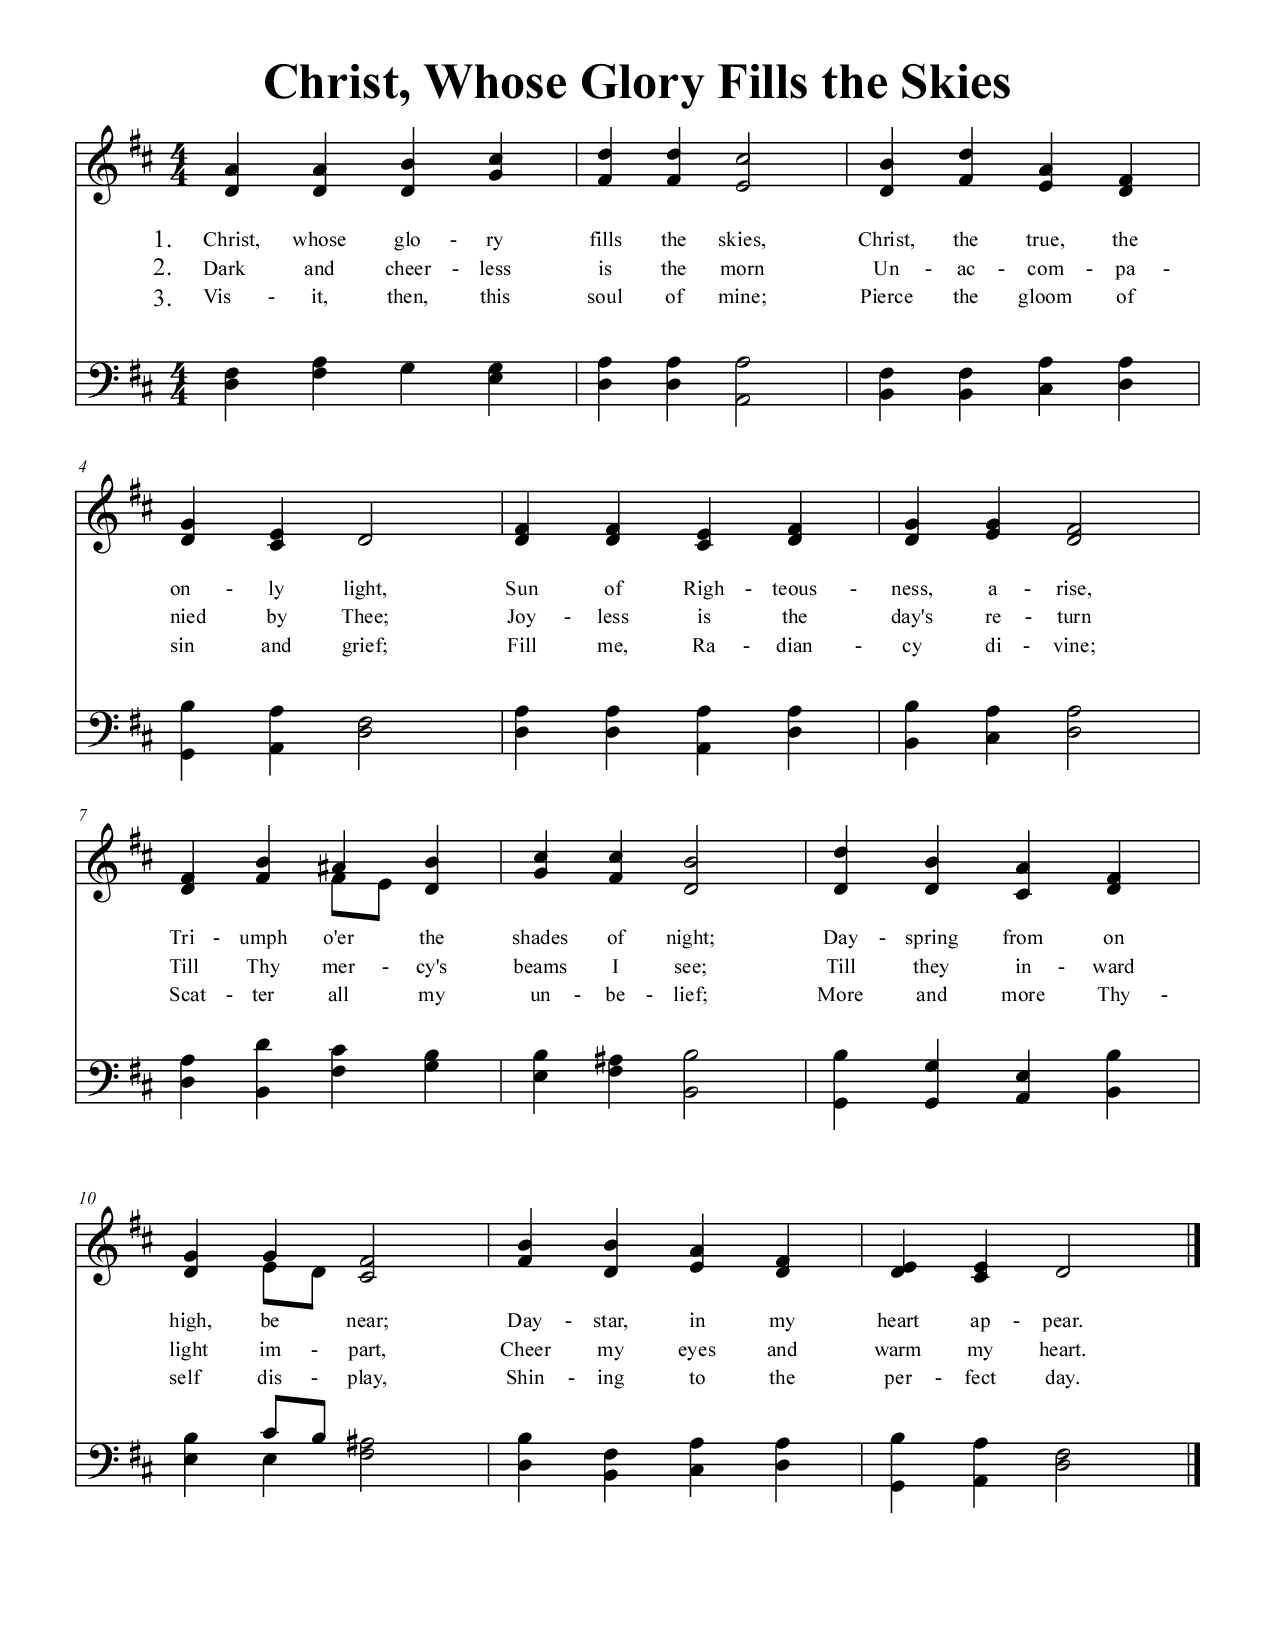 Christ, Whose Glory Fills the Skies
1. Christ, whose glo - ry fills the skies, Christ, the true, the
2. Dark and cheer - less is the morn Un - ac - com - pa -
3. Vis - it, then, this soul of mine; Pierce the gloom of
4
on - ly light, Sun of Righ - teous - ness, a - rise,
nied by Thee; Joy - less is the day's re - turn
sin and grief; Fill me, Ra - dian - cy di - vine;
7
Tri - umph o'er the shades of night; Day - spring from on
Till Thy mer - cy's beams I see; Till they in - ward
Scat - ter all my un - be - lief; More and more Thy -
10
high, be near; Day - star, in my heart ap - pear.
light im - part, Cheer my eyes and warm my heart.
self dis - play, Shin - ing to the per - fect day.